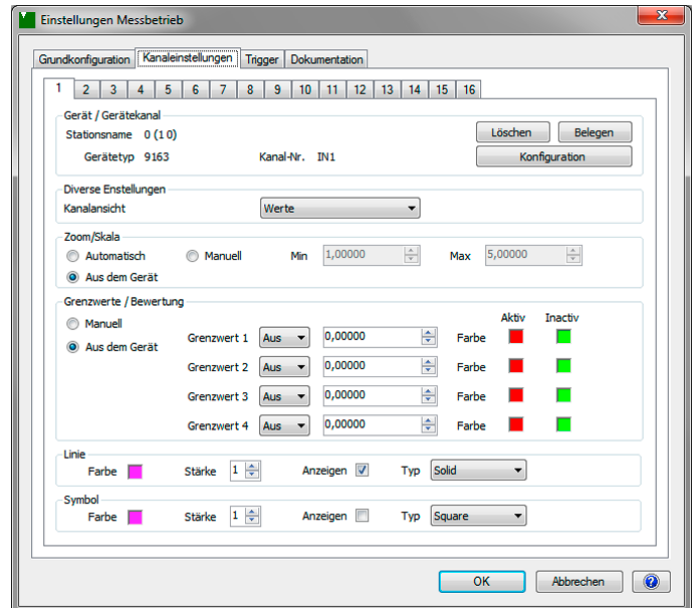 Einstellungen Messbetrieb
Grundkonfiguration Kanaleinstellungen Trigger Dokumentation
1 2 3 4 5 6 7 8 9 10 11 12 13 14 15 16
Gerät / Gerätekanal
Stationsname 0 (1 0) Löschen Belegen
Gerätetyp 9163 Kanal-Nr. IN1 Konfiguration
Diverse Enstellungen
Kanalansicht Werte
Zoom/Skala
Automatisch Manuell Min 1,00000 Max 5,00000
Aus dem Gerät
Grenzwerte / Bewertung
Aktiv Inactiv
Manuell
Aus dem Gerät
Grenzwert 1 Aus 0,00000 Farbe
Grenzwert 2 Aus 0,00000 Farbe
Grenzwert 3 Aus 0,00000 Farbe
Grenzwert 4 Aus 0,00000 Farbe
Linie
Farbe Stärke 1 Anzeigen Typ Solid
Symbol
Farbe Stärke 1 Anzeigen Typ Square
OK Abbrechen ?